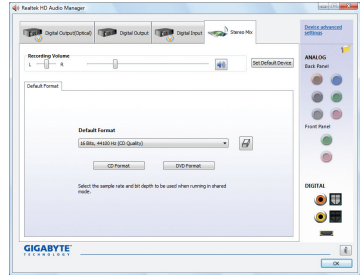 Realtek HD Audio Manager
Digital Output(Optical)
Digital Output
Digital Input
Stereo Mix
Device advanced
settings
Recording Volume
L
R
Set Default Device
ANALOG
Back Panel
Default Format
Default Format
16 Bits, 44100 Hz (CD Quality)
CD Format
DVD Format
Select the sample rate and bit depth to be used when running in shared
mode.
Front Panel
DIGITAL
GIGABYTE
TECHNOLOGY
i
OK